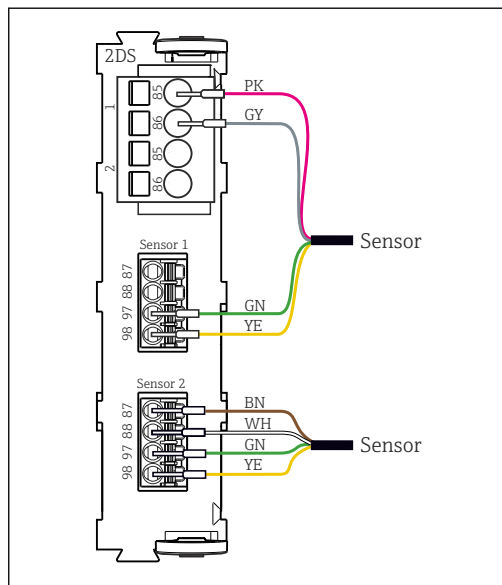 2DS
1
85
PK
86
GY
2
85
86
Sensor
Sensor 1
87
88
97
GN
98
YE
Sensor 2
87
BN
88
WH
Sensor
97
GN
98
YE